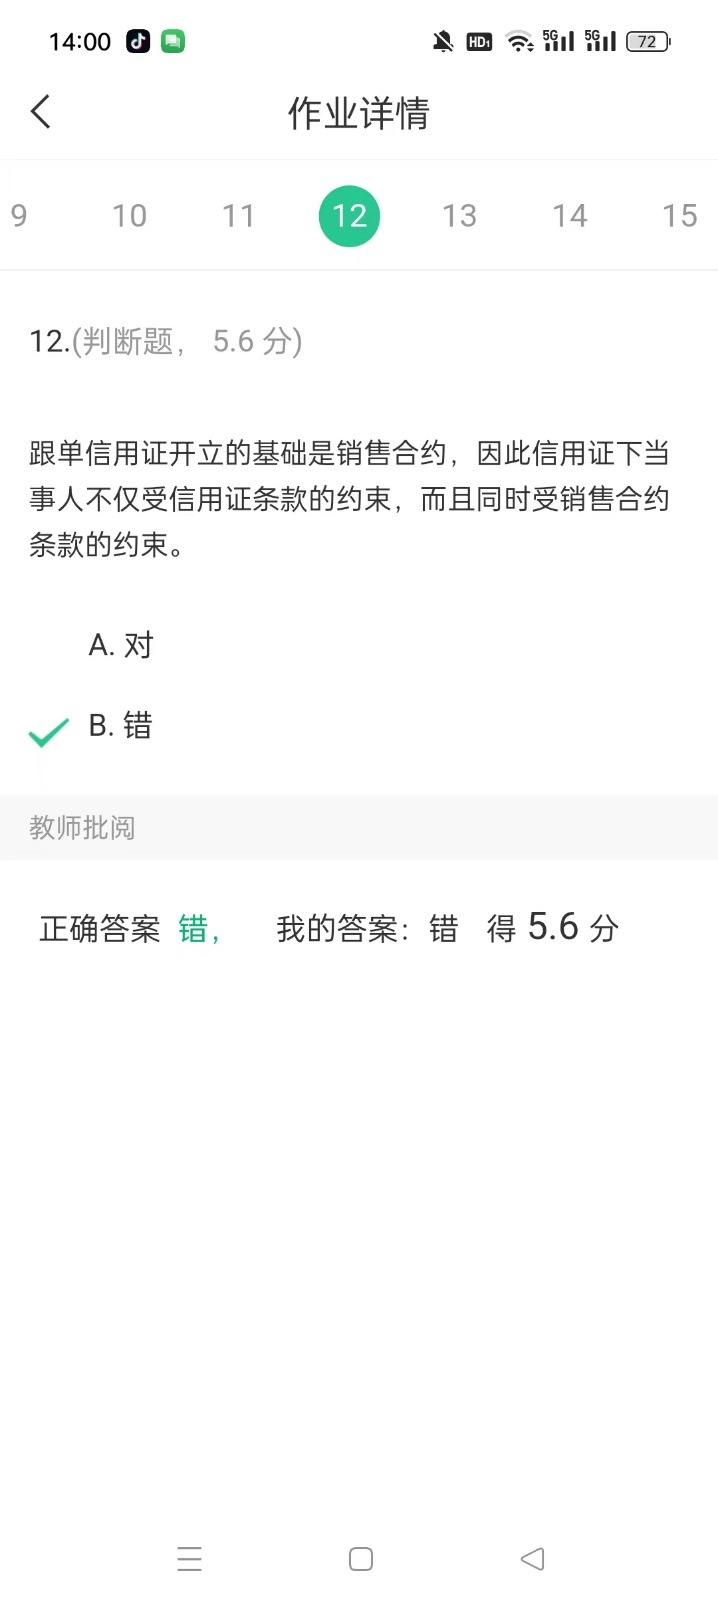 14:00 HD1 5G 5G 72
作业详情
9 10 11 12 13 14 15
12.(判断题， 5.6 分)
跟单信用证开立的基础是销售合约，因此信用证下当
事人不仅受信用证条款的约束，而且同时受销售合约
条款的约束。
A. 对
B. 错
教师批阅
正确答案 错， 我的答案：错 得 5.6 分